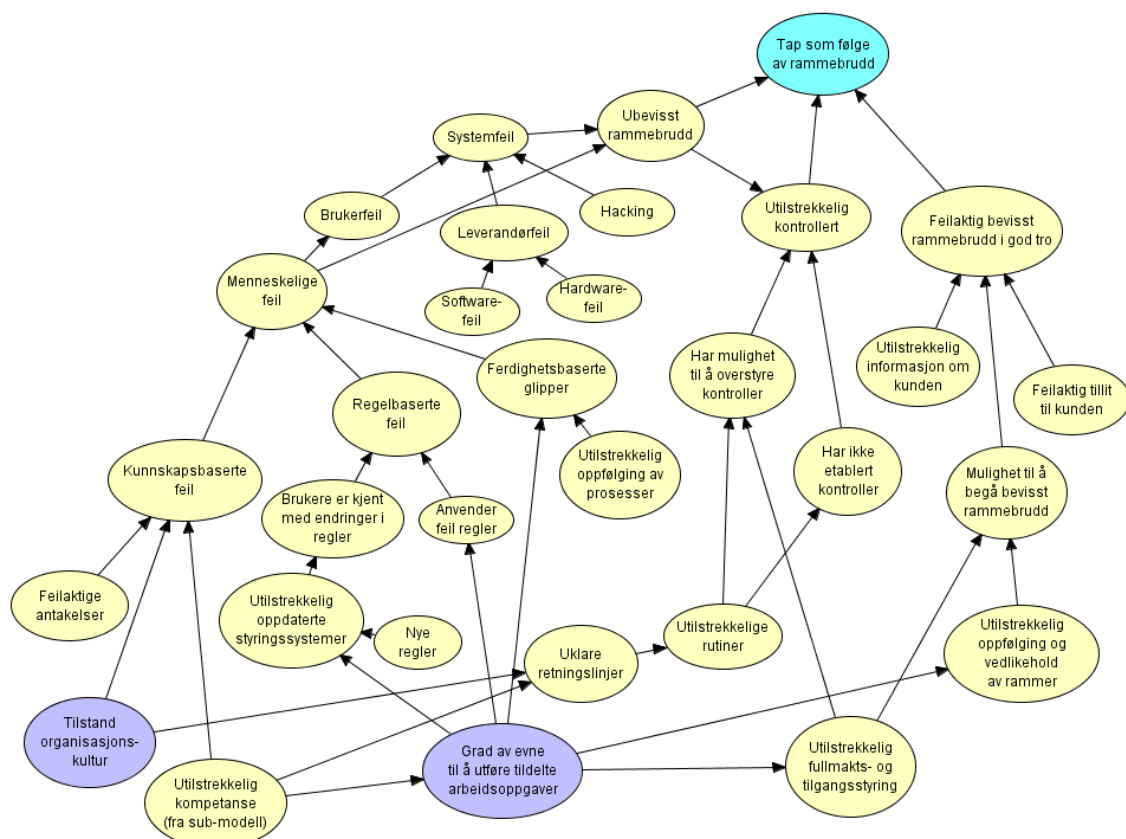 Tap som følge
av rammebrudd
Ubevisst
rammebrudd
Systemfeil
Brukerfeil
Hacking
Leverandørfeil
Utilstrekkelig
kontrollert
Feilaktig bevisst
rammebrudd i god tro
Menneskelige
feil
Software-
feil
Hardware-
feil
Ferdighetsbaserte
glipper
Har mulighet
til å overstyre
kontroller
Utilstrekkelig
informasjon om
kunden
Feilaktig tillit
til kunden
Regelbaserte
feil
Kunnskapsbaserte
feil
Utilstrekkelig
oppfølging av
prosesser
Har ikke
etablert
kontroller
Mulighet til å
begå bevisst
rammebrudd
Brukere er kjent
med endringer i
regler
Anvender
feil regler
Feilaktige
antakelser
Utilstrekkelig
oppdaterte
styringssystemer
Nye
regler
Uklare
retningslinjer
Utilstrekkelige
rutiner
Utilstrekkelig
oppfølging og
vedlikehold
av rammer
Tilstand
organisasjons-
kultur
Utilstrekkelig
kompetanse
(fra sub-modell)
Grad av evne
til å utføre tildelte
arbeidsoppgaver
Utilstrekkelig
fullmakts- og
tilgangsstyring